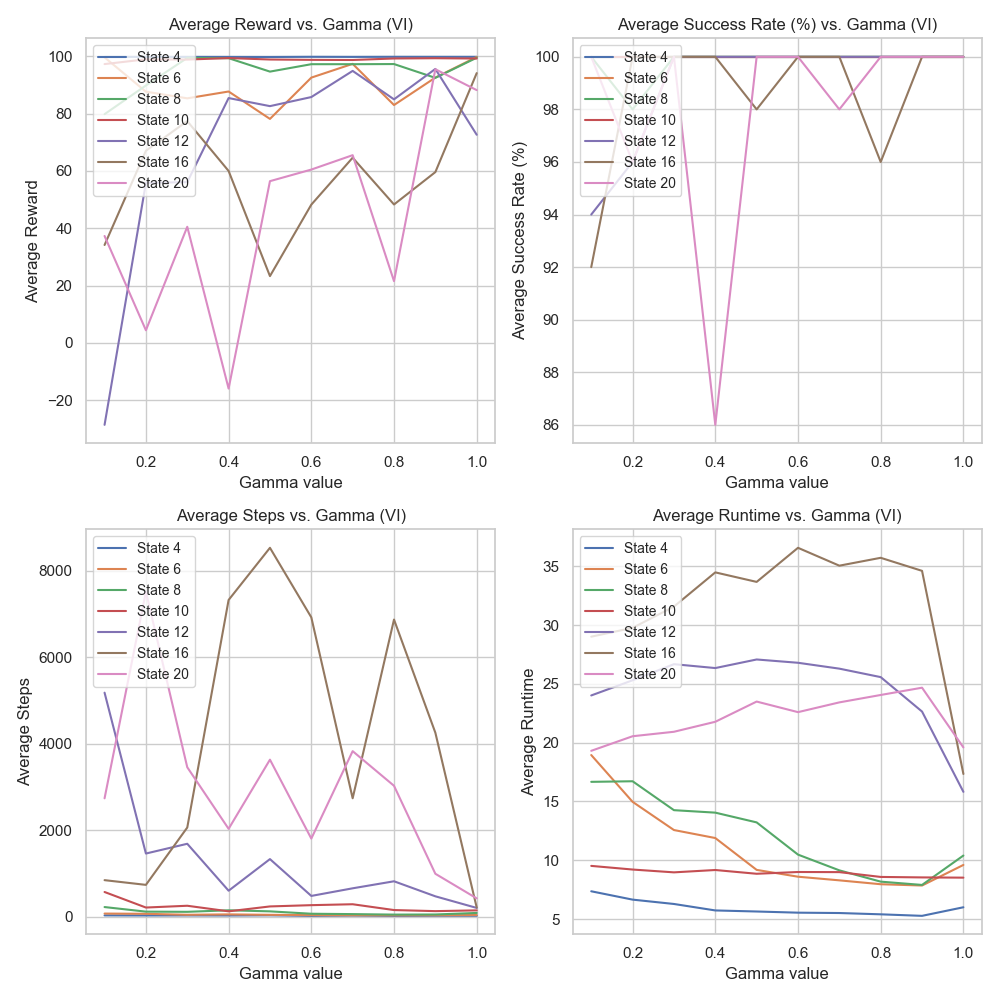 Average Reward vs. Gamma (VI)
Average Reward
100
80
60
40
20
0
−20
State 4
State 6
State 8
State 10
State 12
State 16
State 20
0.2 0.4 0.6 0.8 1.0
Gamma value
Average Success Rate (%) vs. Gamma (VI)
Average Success Rate (%)
100
98
96
94
92
90
88
86
State 4
State 6
State 8
State 10
State 12
State 16
State 20
0.2 0.4 0.6 0.8 1.0
Gamma value
Average Steps vs. Gamma (VI)
Average Steps
8000
6000
4000
2000
0
State 4
State 6
State 8
State 10
State 12
State 16
State 20
0.2 0.4 0.6 0.8 1.0
Gamma value
Average Runtime vs. Gamma (VI)
Average Runtime
35
30
25
20
15
10
5
State 4
State 6
State 8
State 10
State 12
State 16
State 20
0.2 0.4 0.6 0.8 1.0
Gamma value